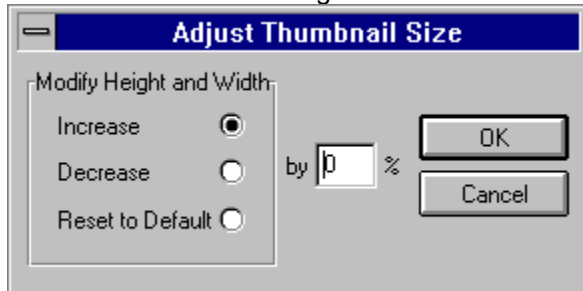 Adjust Thumbnail Size
Modify Height and Width
Increase
Decrease
Reset to Default
by 0 %
OK
Cancel